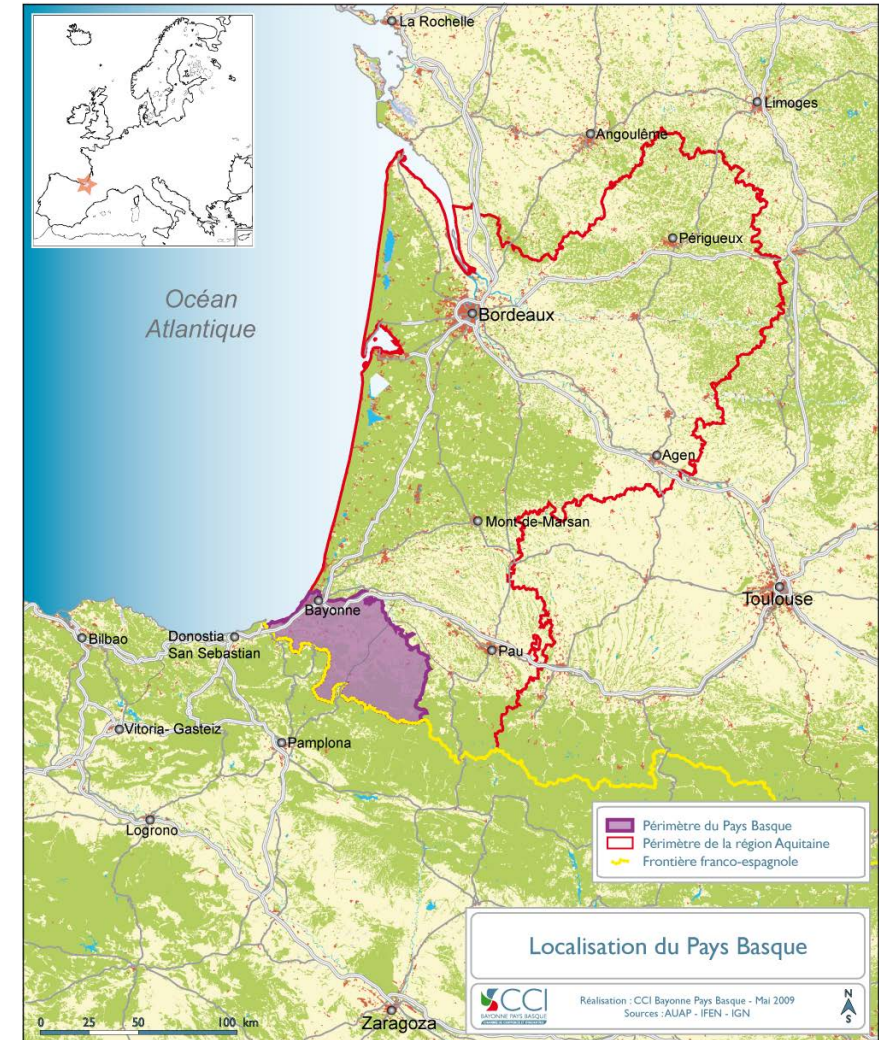 La Rochelle
Limoges
Angoulême
Périgueux
Océan
Atlantique
Bordeaux
Agen
Mont-de-Marsan
Toulouse
Bayonne
Bilbao
Donostia
San Sebastian
Pau
Vitoria- Gasteiz
Pamplona
Logrono
Périmètre du Pays Basque
Périmètre de la région Aquitaine
Frontière franco-espagnole
Localisation du Pays Basque
CCI
BAYONNE PAYS BASQUE
Réalisation : CCI Bayonne Pays Basque - Mai 2009
Sources : AUAP - IFEN - IGN
N
S
0 25 50 100 km
Zaragoza